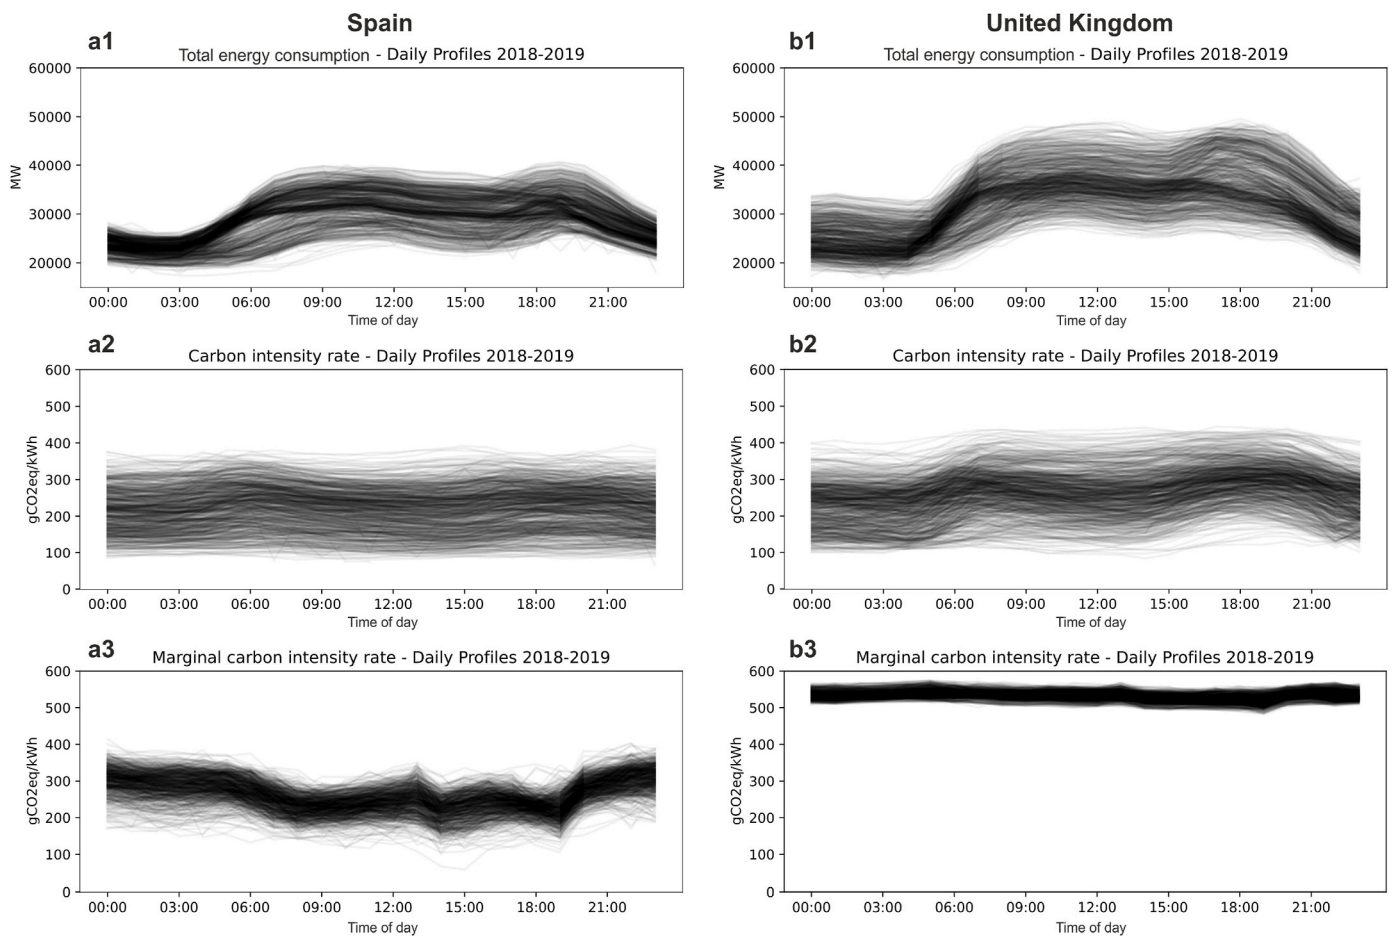 Spain
United Kingdom
a1
Total energy consumption - Daily Profiles 2018-2019
60000
50000
40000
30000
20000
MW
00:00 03:00 06:00 09:00 12:00 15:00 18:00 21:00
Time of day
b1
Total energy consumption - Daily Profiles 2018-2019
60000
50000
40000
30000
20000
MW
00:00 03:00 06:00 09:00 12:00 15:00 18:00 21:00
Time of day
a2
Carbon intensity rate - Daily Profiles 2018-2019
600
500
400
300
200
100
0
gCO2eq/kWh
00:00 03:00 06:00 09:00 12:00 15:00 18:00 21:00
Time of day
b2
Carbon intensity rate - Daily Profiles 2018-2019
600
500
400
300
200
100
0
gCO2eq/kWh
00:00 03:00 06:00 09:00 12:00 15:00 18:00 21:00
Time of day
a3
Marginal carbon intensity rate - Daily Profiles 2018-2019
600
500
400
300
200
100
0
gCO2eq/kWh
00:00 03:00 06:00 09:00 12:00 15:00 18:00 21:00
Time of day
b3
Marginal carbon intensity rate - Daily Profiles 2018-2019
600
500
400
300
200
100
0
gCO2eq/kWh
00:00 03:00 06:00 09:00 12:00 15:00 18:00 21:00
Time of day